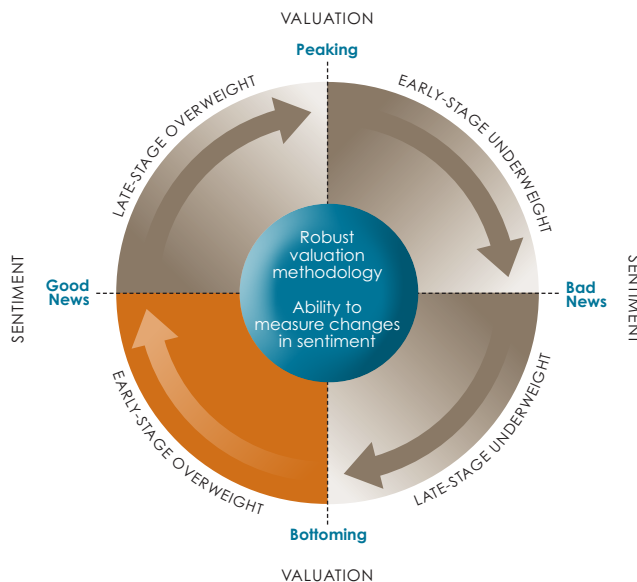 VALUATION
Peaking
LATE-STAGE OVERWEIGHT
EARLY-STAGE UNDERWEIGHT
Robust
valuation
methodology
Ability to
measure changes
in sentiment
SENTIMENT
Good
News
Bad
News
SENTIMENT
EARLY-STAGE OVERWEIGHT
LATE-STAGE UNDERWEIGHT
Bottoming
VALUATION